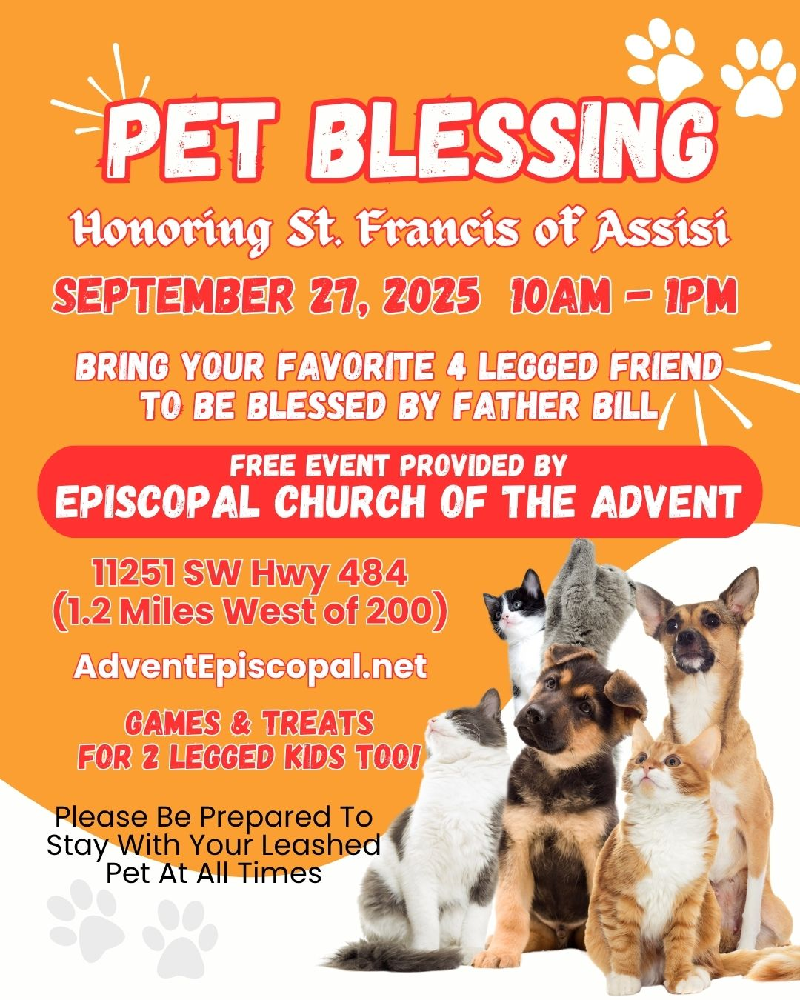 PET BLESSING
Honoring St. Francis of Assisi
SEPTEMBER 27, 2025 10AM - 1PM
BRING YOUR FAVORITE 4 LEGGED FRIEND
TO BE BLESSED BY FATHER BILL
FREE EVENT PROVIDED BY
EPISCOPAL CHURCH OF THE ADVENT
11251 SW Hwy 484
(1.2 Miles West of 200)
AdventEpiscopal.net
GAMES & TREATS
FOR 2 LEGGED KIDS TOO!
Please Be Prepared To
Stay With Your Leashed
Pet At All Times